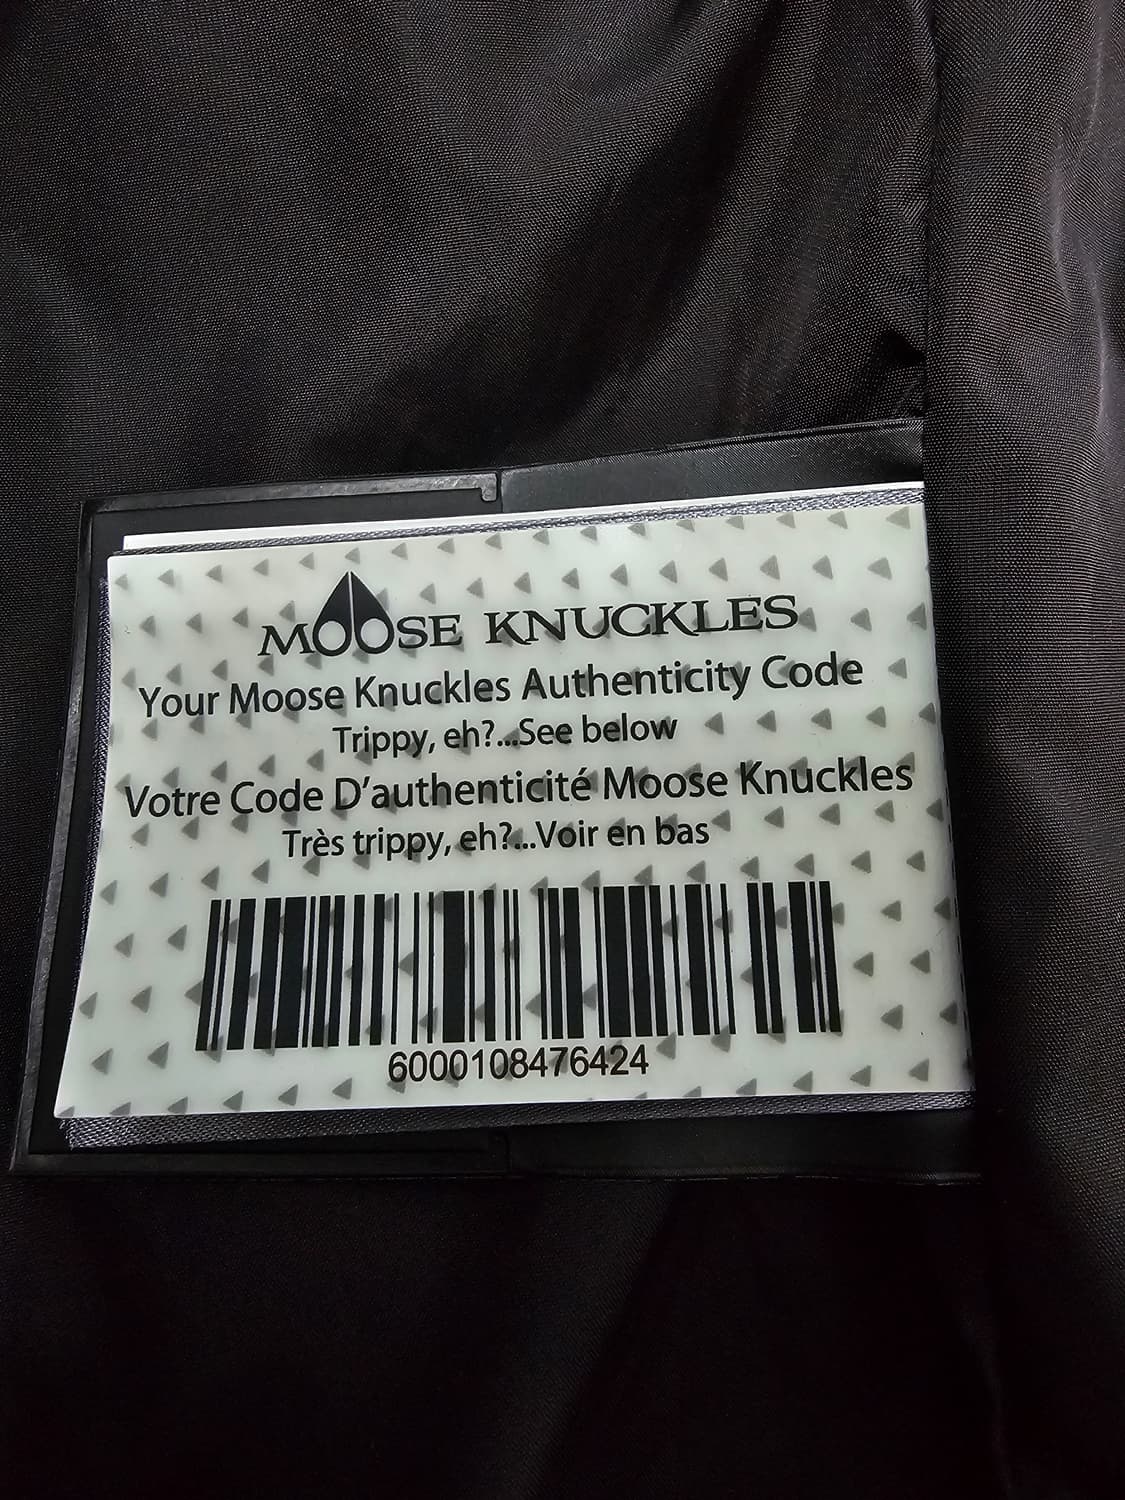 MOOSE KNUCKLES
Your Moose Knuckles Authenticity Code
Trippy, eh?...See below
Votre Code D'authenticité Moose Knuckles
Très trippy, eh?...Voir en bas
6000108476424